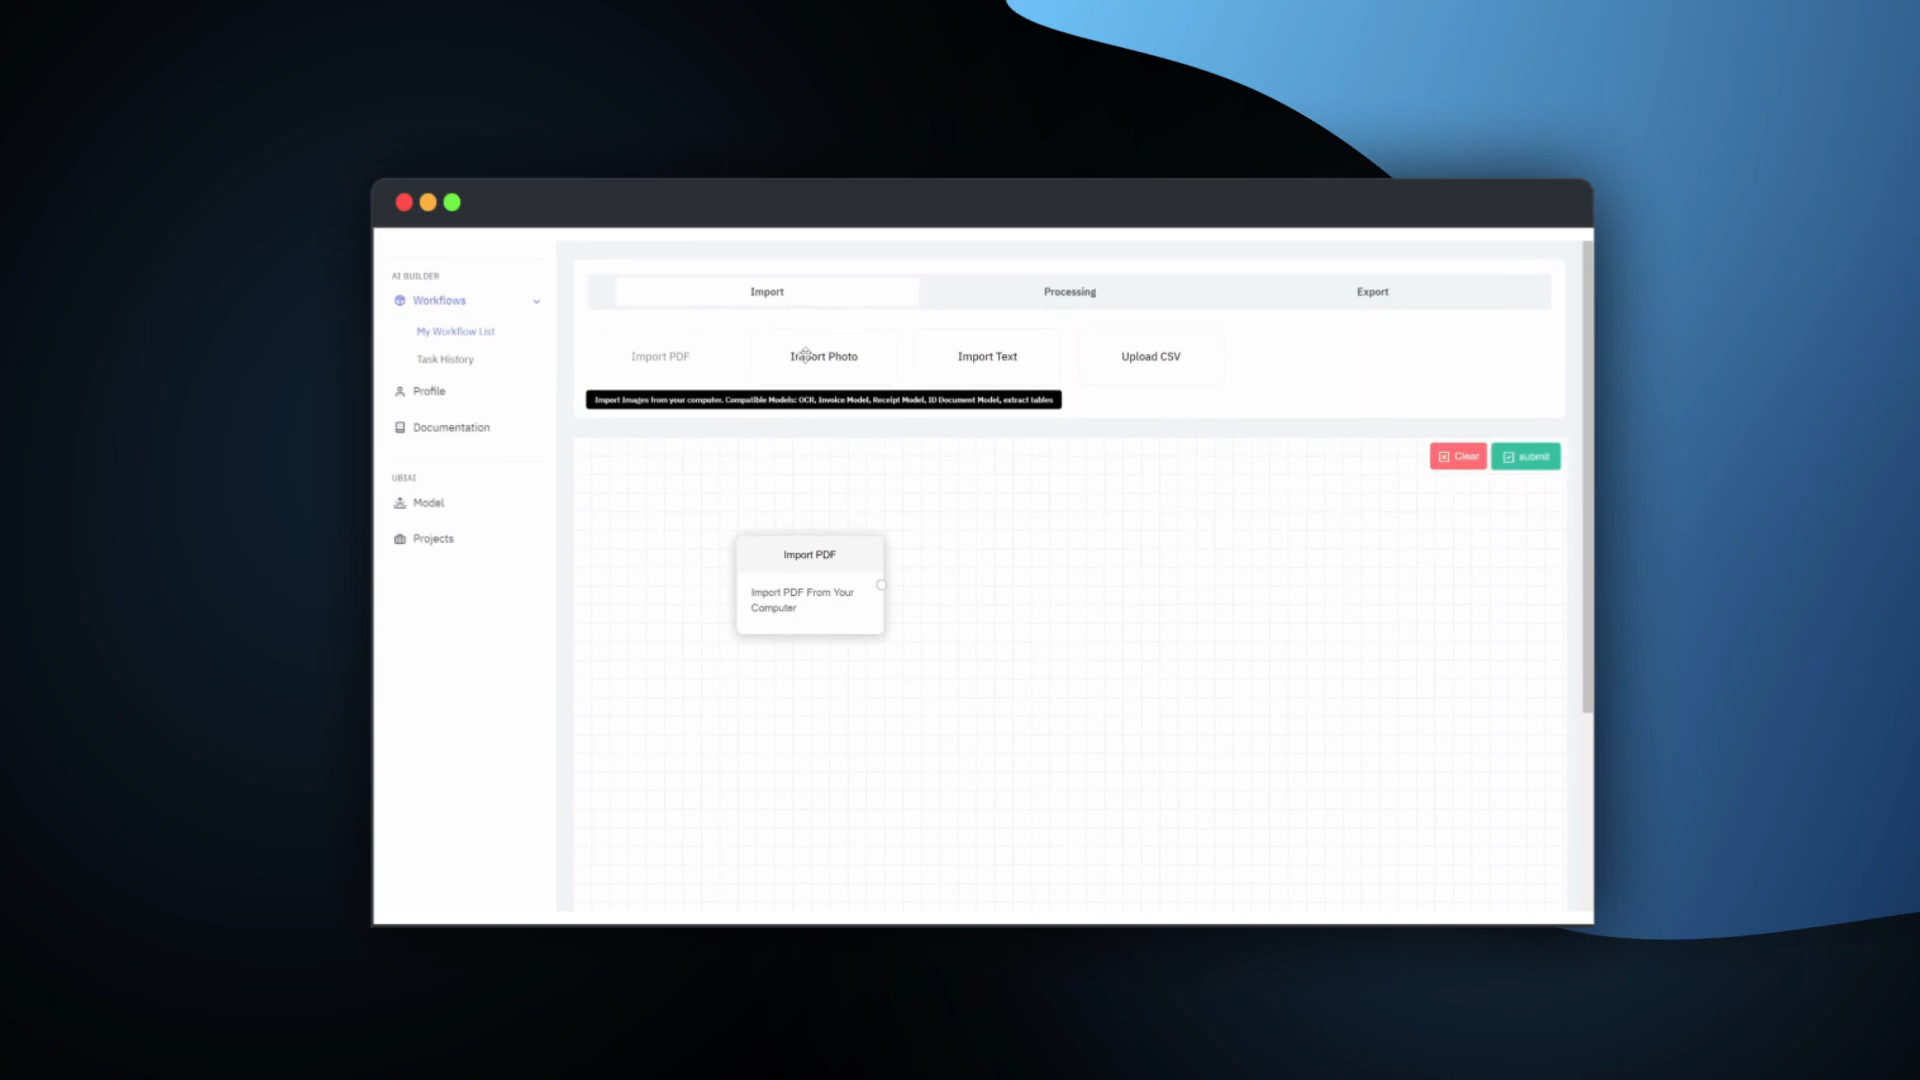 AI BUILDER
Workflows
My Workflow List
Task History
Profile
Documentation
UBIAI
Model
Projects
Import
Processing
Export
Import PDF
Import Photo
Import Text
Upload CSV
Import Images from your computer. Compatible Models: OCR, Invoice Model, Receipt Model, ID Document Model, extract tables
Clear
submit
Import PDF
Import PDF From Your
Computer